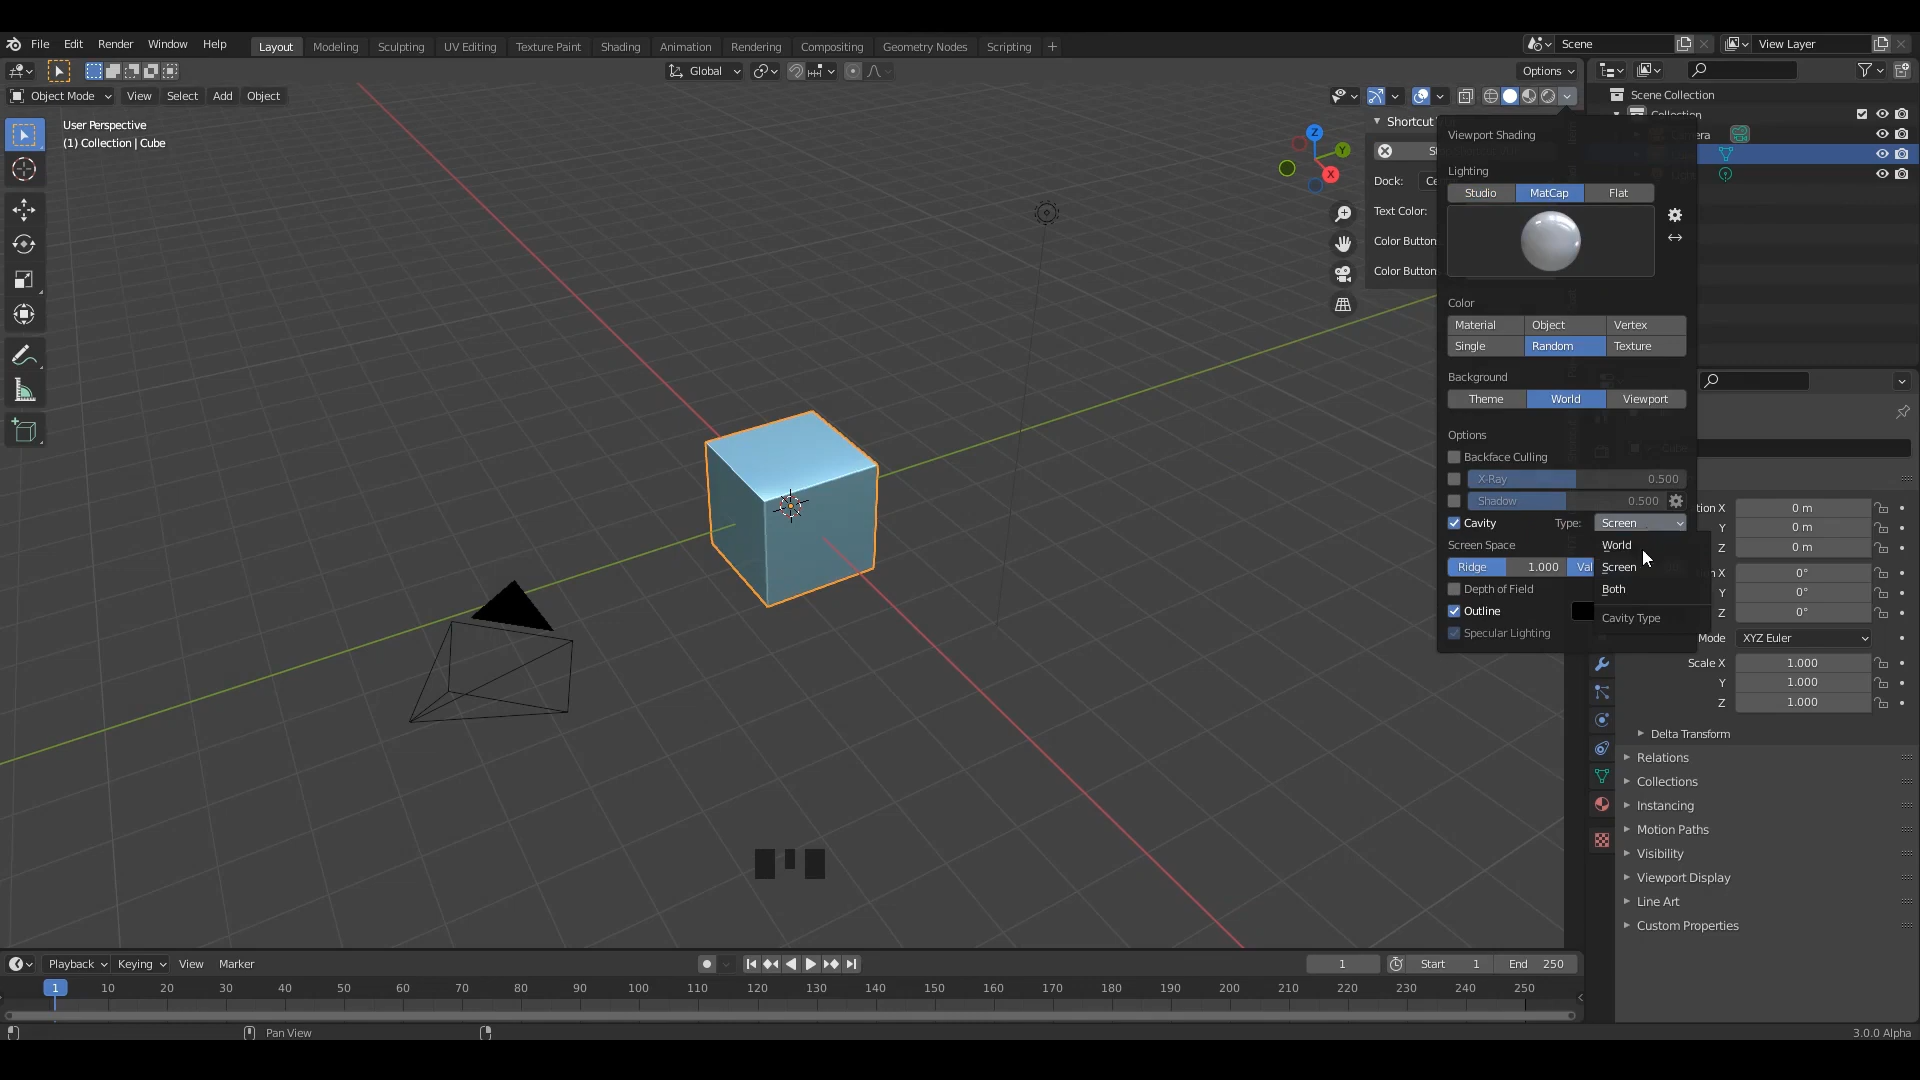 File Edit Render Window Help Layout Modeling Sculpting UV Editing Texture Paint Shading Animation Rendering Compositing Geometry Nodes Scripting + Scene View Layer
Global Options
Object Mode View Select Add Object
Scene Collection
User Perspective
(1) Collection | Cube
Collection
Shortcut
Z
Y
X
Dock:
Text Color:
Color Button
Color Button
Viewport Shading
Lighting
Studio MatCap Flat
Color
Material Object Vertex
Single Random Texture
Background
Theme World Viewport
Options
Backface Culling
X-Ray 0.500
Shadow 0.500
Cavity Type: Screen
Screen Space
World
Ridge 1.000 Screen
Depth of Field Both
Outline
Cavity Type
Specular Lighting
0 m
Y 0 m
Z 0 m
X 0°
Y 0°
Z 0°
Mode XYZ Euler
Scale X 1.000
Y 1.000
Z 1.000
Delta Transform
Relations
Collections
Instancing
Motion Paths
Visibility
Viewport Display
Line Art
Custom Properties
Playback Keying View Marker 1 Start 1 End 250
1 10 20 30 40 50 60 70 80 90 100 110 120 130 140 150 160 170 180 190 200 210 220 230 240 250
Pan View 3.0.0 Alpha